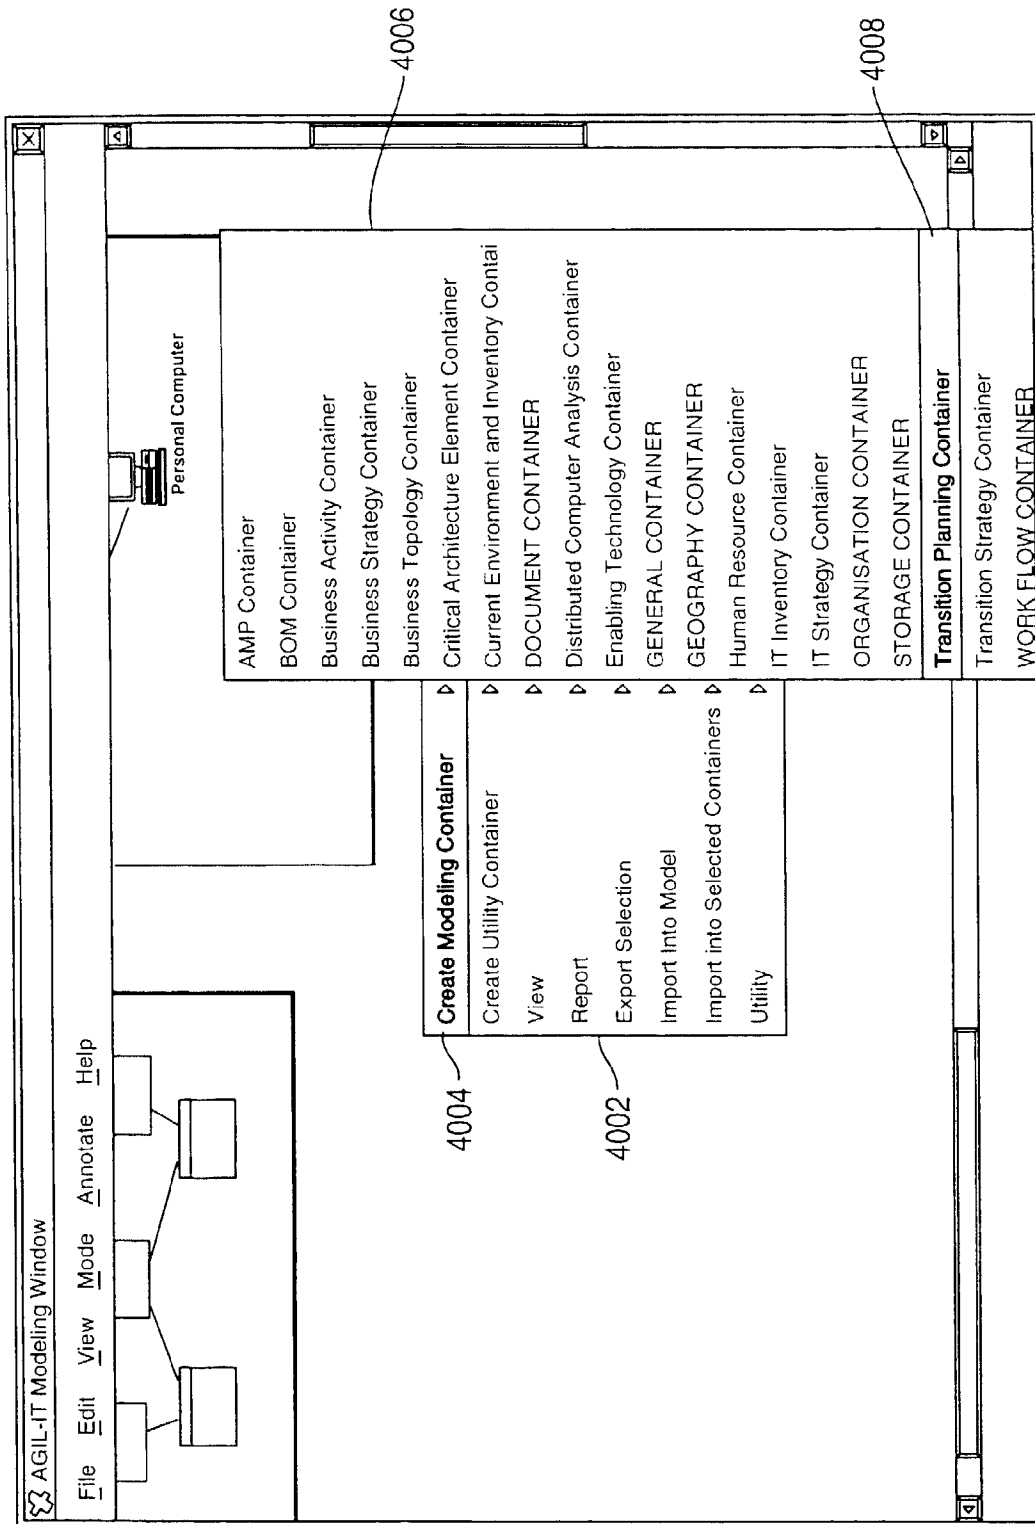 AGIL-IT Modeling Window
File Edit View Mode Annotate Help
Personal Computer
4004
Create Modeling Container
Create Utility Container
View
Report
Export Selection
Import Into Model
Import into Selected Containers
Utility
4002
AMP Container
BOM Container
Business Activity Container
Business Strategy Container
Business Topology Container
Critical Architecture Element Container
Current Environment and Inventory Contai
DOCUMENT CONTAINER
Distributed Computer Analysis Container
Enabling Technology Container
GENERAL CONTAINER
GEOGRAPHY CONTAINER
Human Resource Container
IT Inventory Container
IT Strategy Container
ORGANISATION CONTAINER
STORAGE CONTAINER
Transition Planning Container
Transition Strategy Container
WORK FLOW CONTAINER
4006
4008